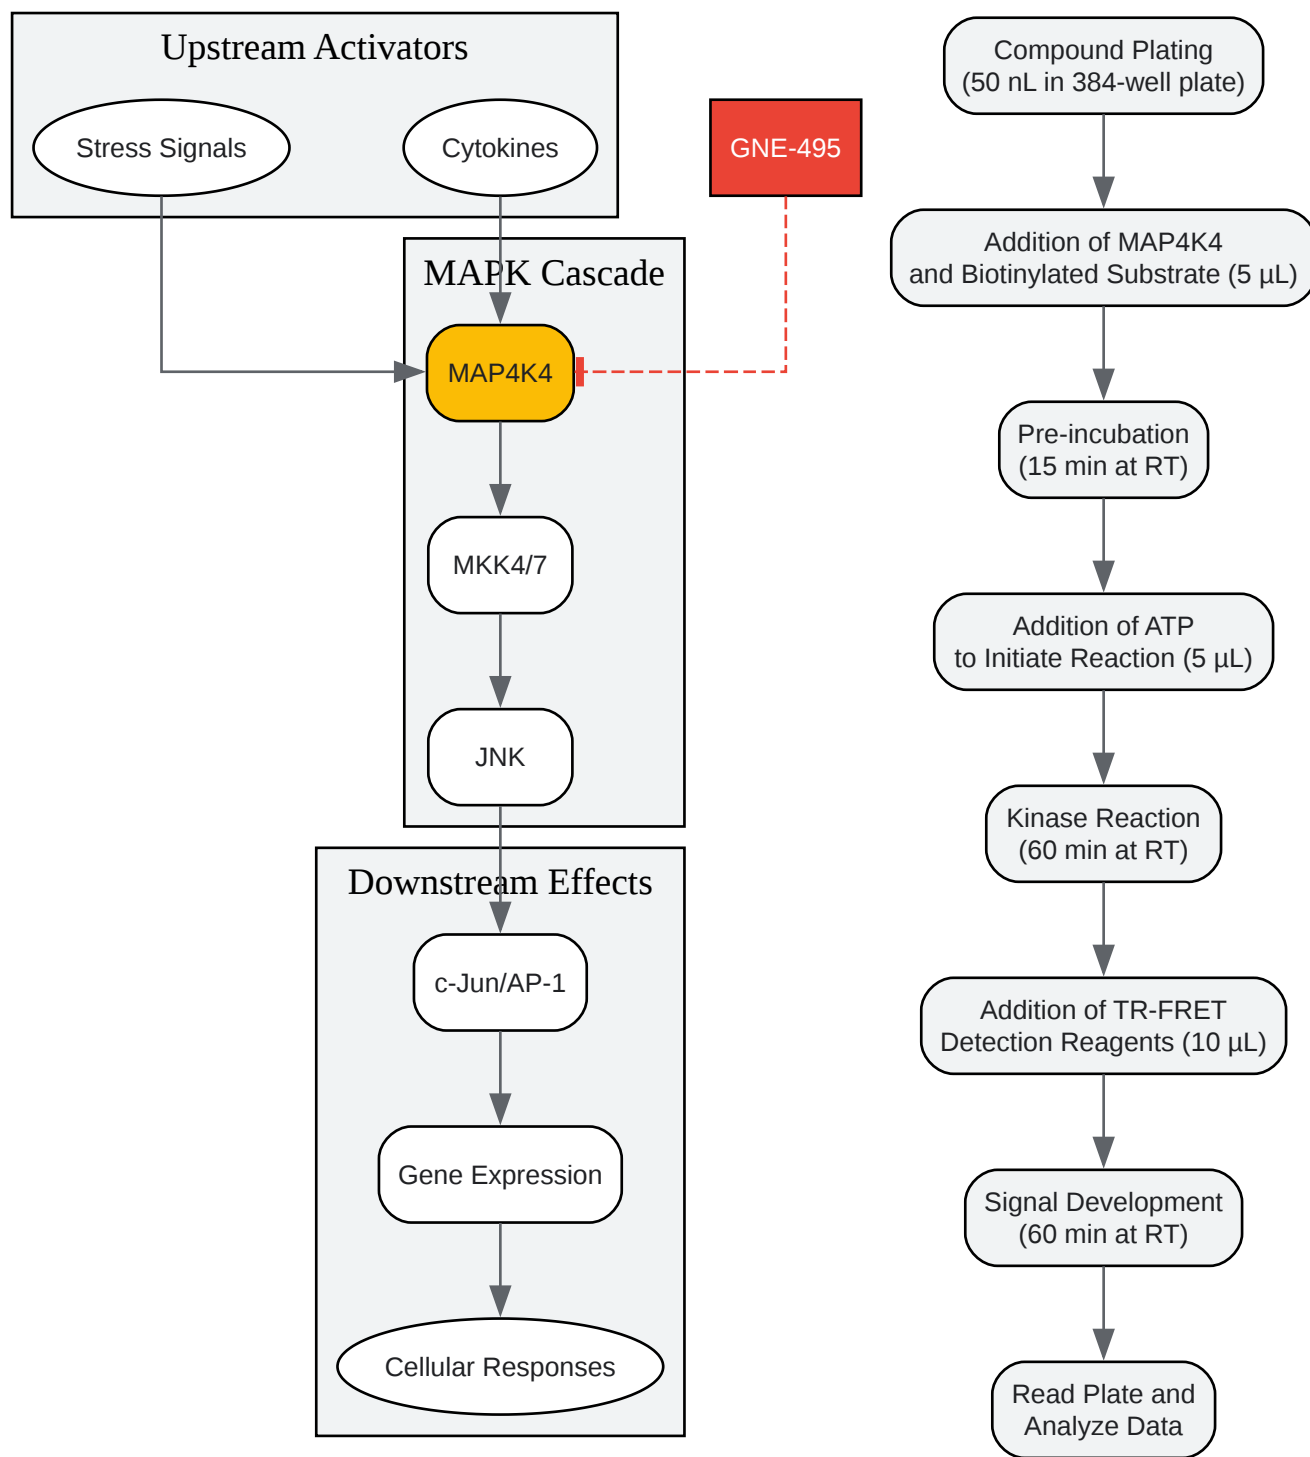 Upstream Activators
Stress Signals
Cytokines
GNE-495
MAPK Cascade
MAP4K4
MKK4/7
JNK
Downstream Effects
c-Jun/AP-1
Gene Expression
Cellular Responses
Compound Plating
(50 nL in 384-well plate)
Addition of MAP4K4
and Biotinylated Substrate (5 µL)
Pre-incubation
(15 min at RT)
Addition of ATP
to Initiate Reaction (5 µL)
Kinase Reaction
(60 min at RT)
Addition of TR-FRET
Detection Reagents (10 µL)
Signal Development
(60 min at RT)
Read Plate and
Analyze Data